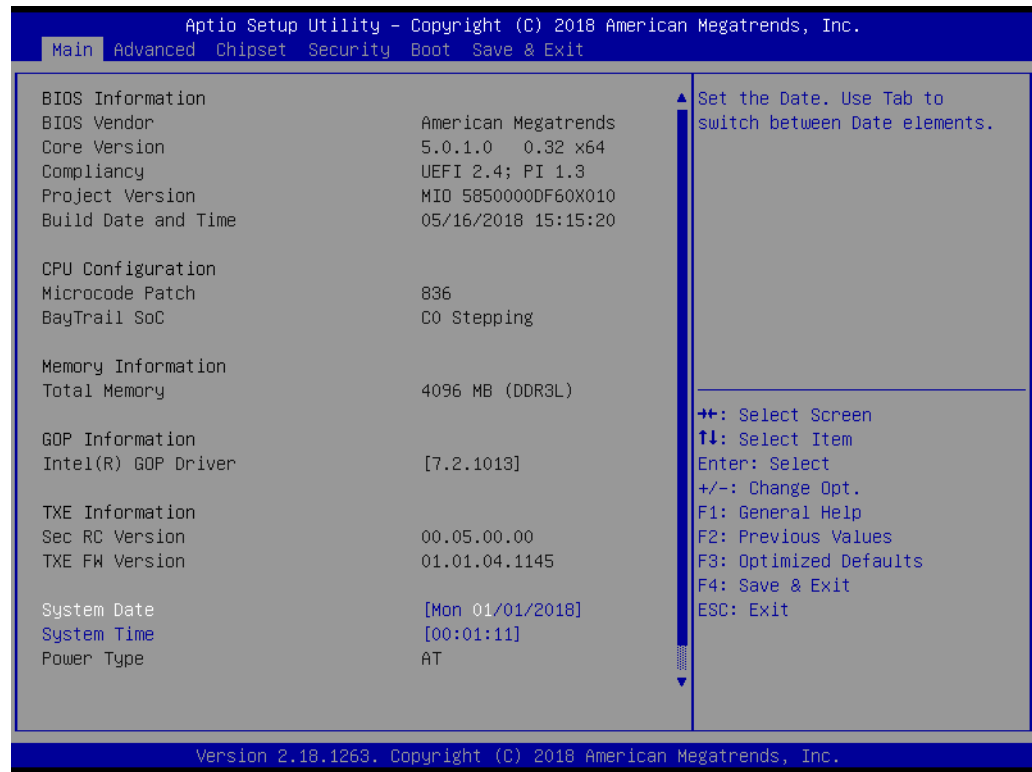 Aptio Setup Utility – Copyright (C) 2018 American Megatrends, Inc.
Main Advanced Chipset Security Boot Save & Exit
BIOS Information
BIOS Vendor American Megatrends
Core Version 5.0.1.0 0.32 x64
Compliancy UEFI 2.4; PI 1.3
Project Version MIO 5850000DF60X010
Build Date and Time 05/16/2018 15:15:20
CPU Configuration
Microcode Patch 836
BayTrail SoC C0 Stepping
Memory Information
Total Memory 4096 MB (DDR3L)
GOP Information
Intel(R) GOP Driver [7.2.1013]
TXE Information
Sec RC Version 00.05.00.00
TXE FW Version 01.01.04.1145
System Date [Mon 01/01/2018]
System Time [00:01:11]
Power Type AT
Set the Date. Use Tab to
switch between Date elements.
→←: Select Screen
↑↓: Select Item
Enter: Select
+/-: Change Opt.
F1: General Help
F2: Previous Values
F3: Optimized Defaults
F4: Save & Exit
ESC: Exit
Version 2.18.1263. Copyright (C) 2018 American Megatrends, Inc.